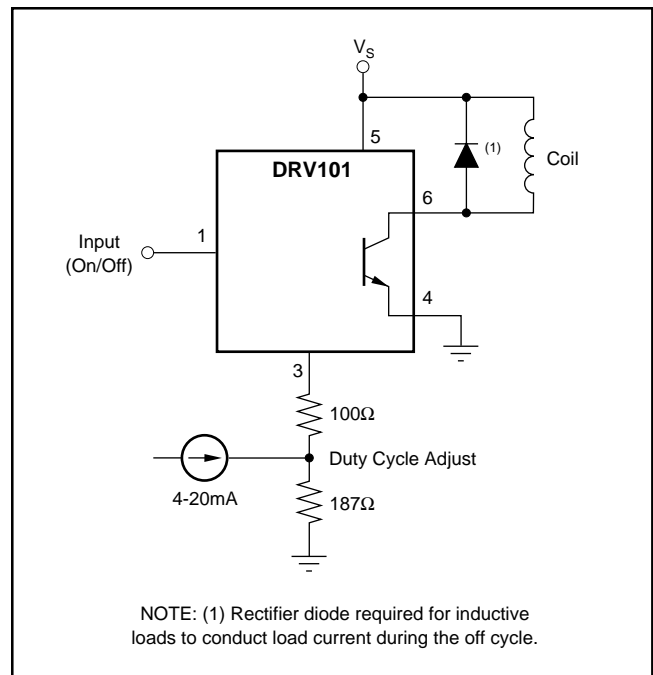 V_S
5
DRV101
(1)
Coil
6
Input
(On/Off)
1
4
3
100Ω
Duty Cycle Adjust
4-20mA
187Ω
NOTE: (1) Rectifier diode required for inductive
loads to conduct load current during the off cycle.